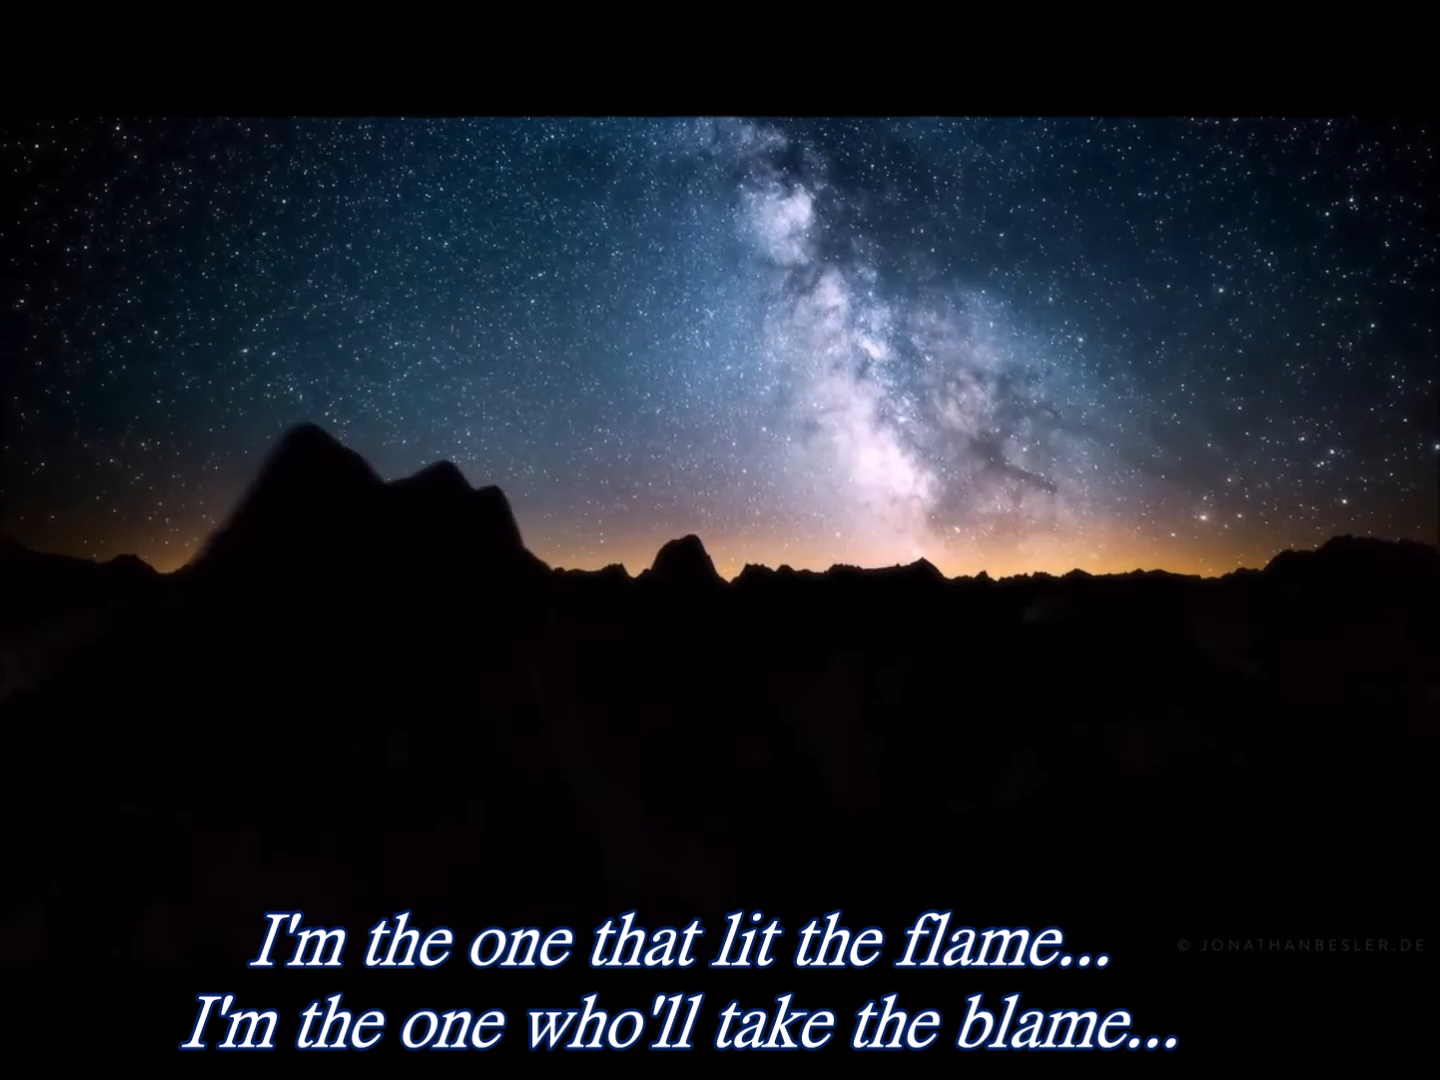 I'm the one that lit the flame...
© JONATHANBESLER.DE
I'm the one who'll take the blame...